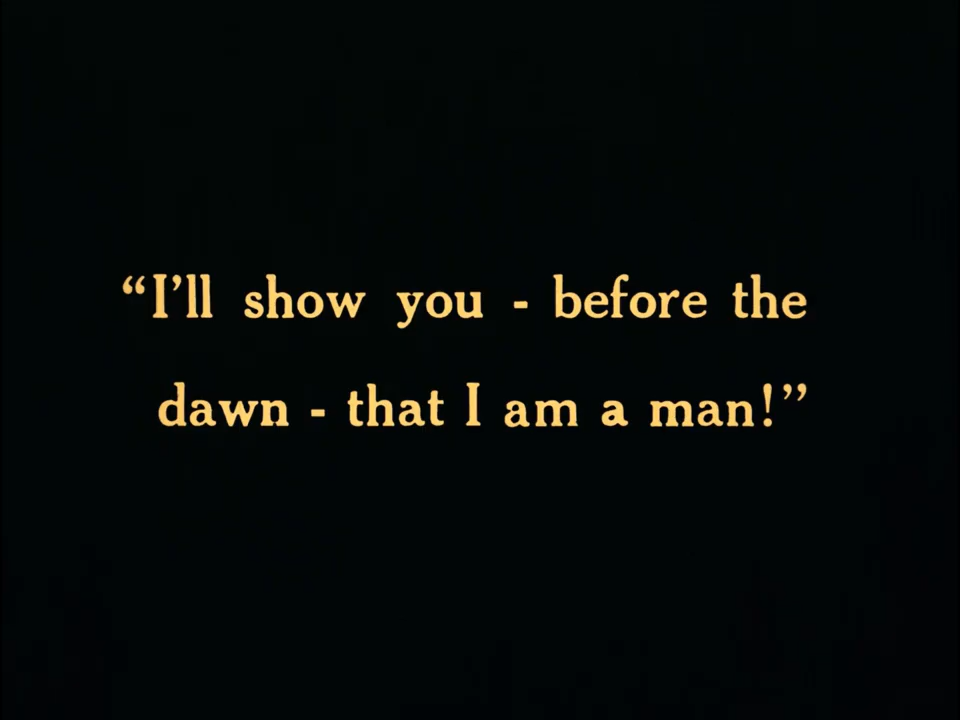 “I’ll show you - before the
dawn - that I am a man!”